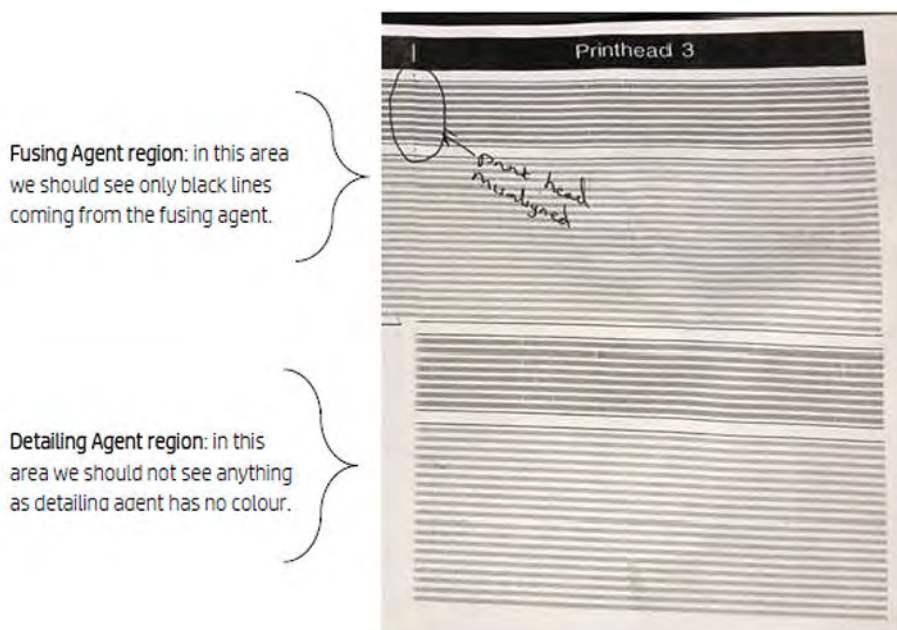 Printhead 3
Fusing Agent region: in this area
we should see only black lines
coming from the fusing agent.
print head
misaligned
Detailing Agent region: in this
area we should not see anything
as detailing agent has no colour.